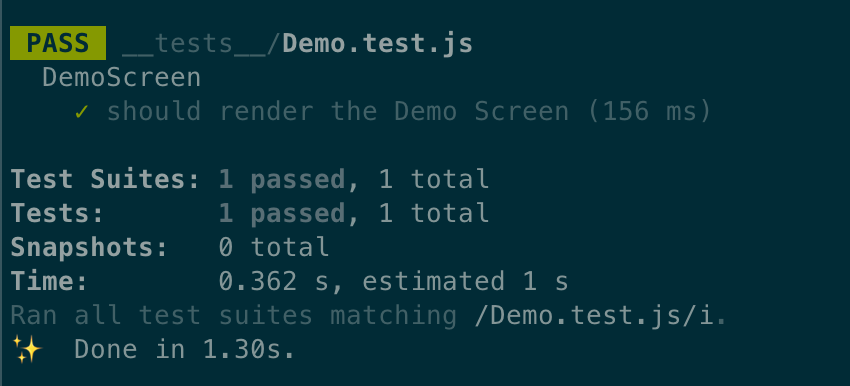 PASS __tests__/Demo.test.js
DemoScreen
✓ should render the Demo Screen (156 ms)
Test Suites: 1 passed, 1 total
Tests: 1 passed, 1 total
Snapshots: 0 total
Time: 0.362 s, estimated 1 s
Ran all test suites matching /Demo.test.js/i.
✨ Done in 1.30s.